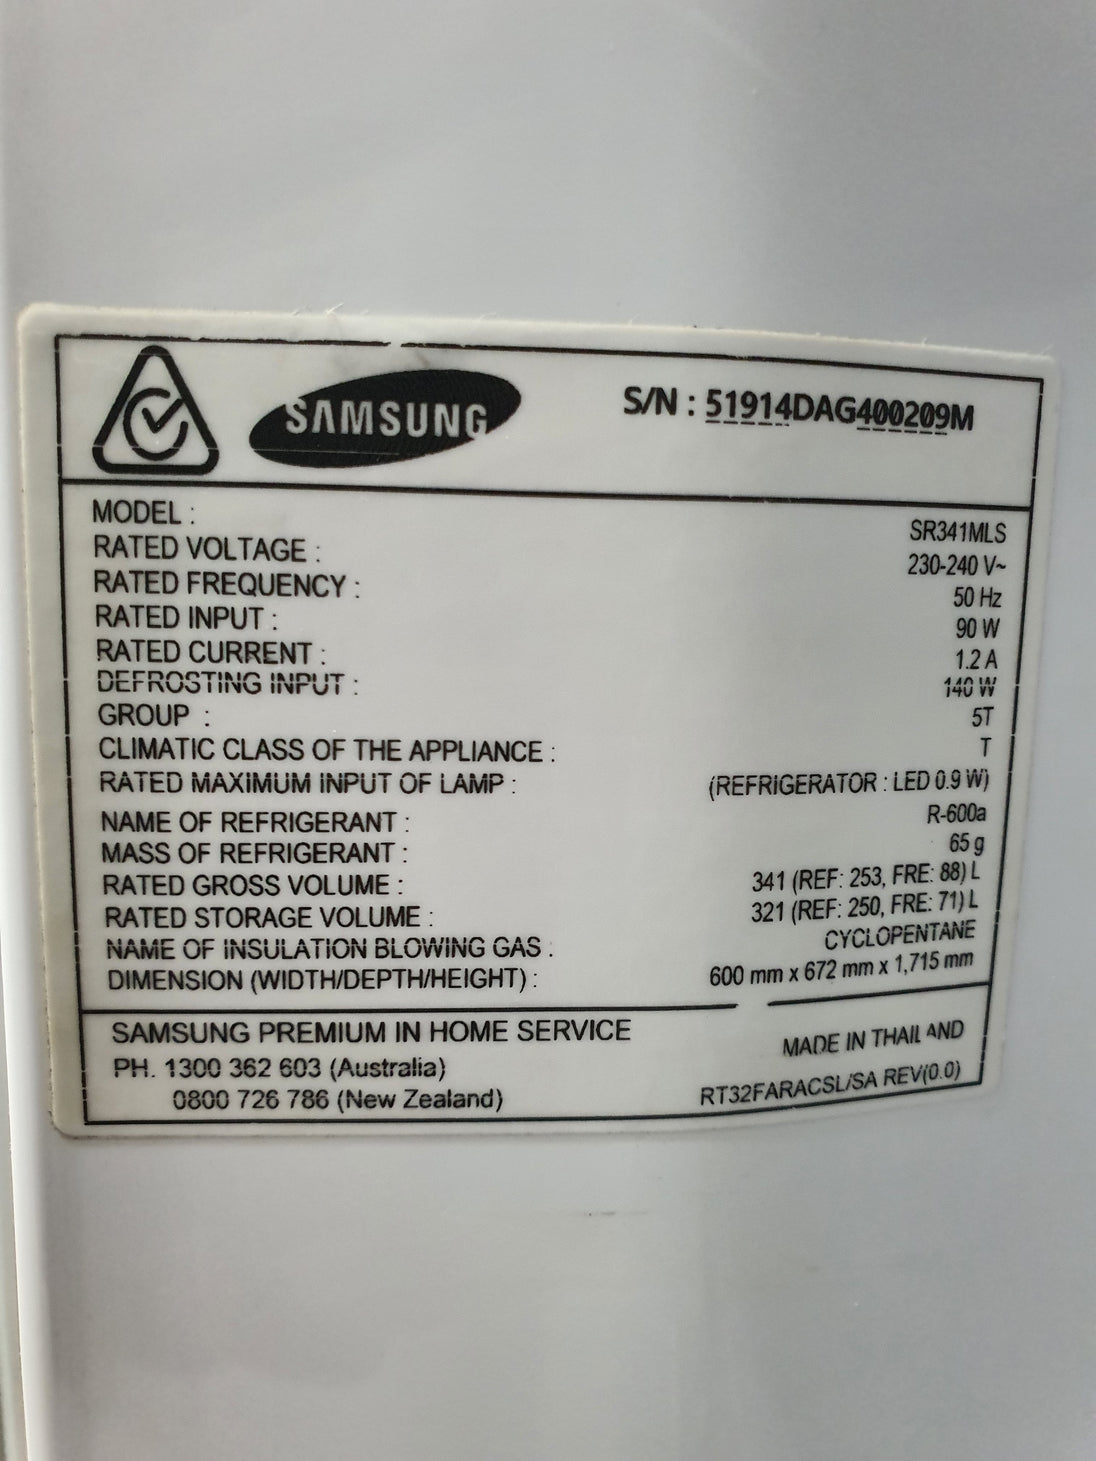 SAMSUNG S/N : 51914DAG400209M
MODEL : SR341MLS
RATED VOLTAGE : 230-240 V~
RATED FREQUENCY : 50 Hz
RATED INPUT : 90 W
RATED CURRENT : 1.2 A
DEFROSTING INPUT : 140 W
GROUP : 5T
CLIMATIC CLASS OF THE APPLIANCE : T
RATED MAXIMUM INPUT OF LAMP : (REFRIGERATOR : LED 0.9 W)
NAME OF REFRIGERANT : R-600a
MASS OF REFRIGERANT : 65 g
RATED GROSS VOLUME : 341 (REF: 253, FRE: 88) L
RATED STORAGE VOLUME : 321 (REF: 250, FRE: 71) L
NAME OF INSULATION BLOWING GAS : CYCLOPENTANE
DIMENSION (WIDTH/DEPTH/HEIGHT) : 600 mm x 672 mm x 1,715 mm
SAMSUNG PREMIUM IN HOME SERVICE
PH. 1300 362 603 (Australia) MADE IN THAILAND
0800 726 786 (New Zealand) RT32FARACSL/SA REV(0.0)